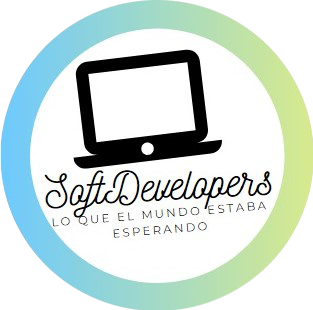 SoftDevelopers
LO QUE EL MUNDO ESTABA
ESPERANDO